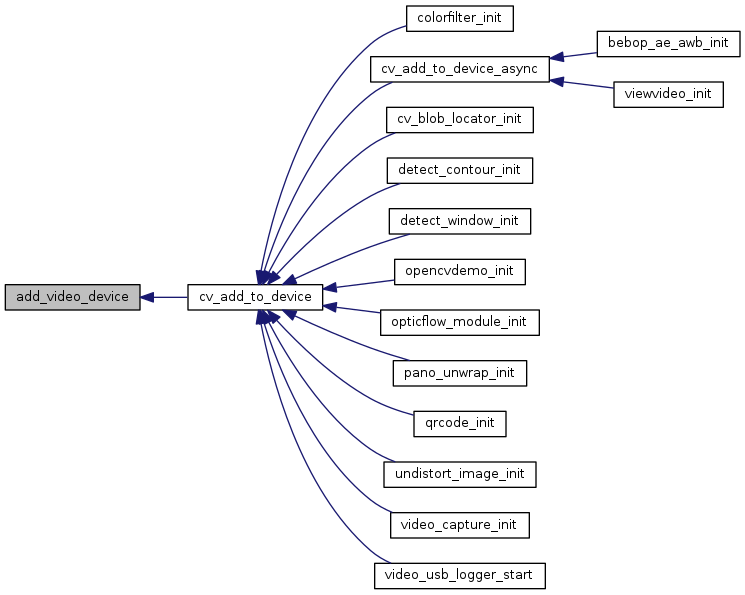 colorfilter_init
bebop_ae_awb_init
cv_add_to_device_async
viewvideo_init
cv_blob_locator_init
detect_contour_init
detect_window_init
opencvdemo_init
add_video_device
cv_add_to_device
opticflow_module_init
pano_unwrap_init
qrcode_init
undistort_image_init
video_capture_init
video_usb_logger_start